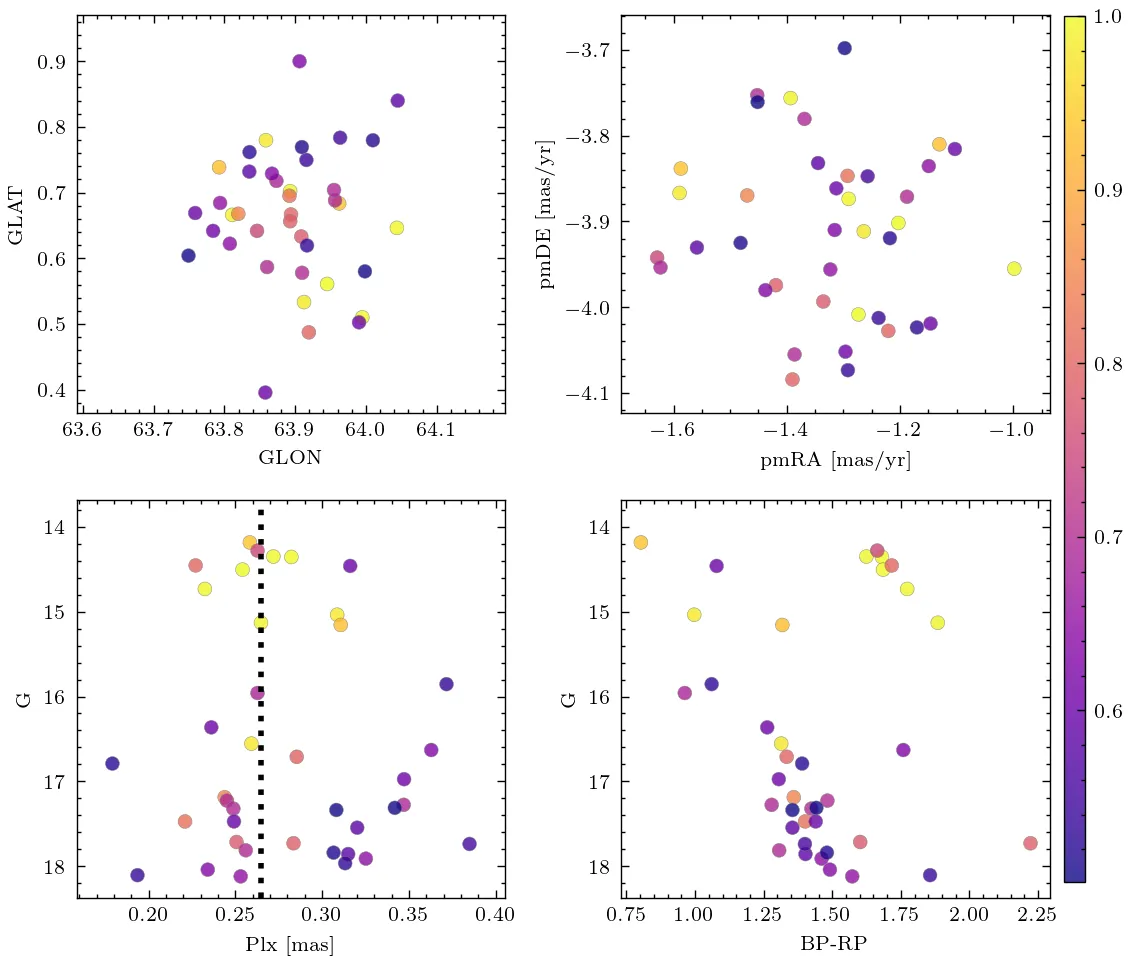 0.9
0.8
0.7
0.6
0.5
0.4
GLAT
63.6 63.7 63.8 63.9 64.0 64.1
GLON
−3.7
−3.8
−3.9
−4.0
−4.1
pmDE [mas/yr]
−1.6 −1.4 −1.2 −1.0
pmRA [mas/yr]
1.0
0.9
0.8
0.7
0.6
14
15
16
17
18
G
0.20 0.25 0.30 0.35 0.40
Plx [mas]
14
15
16
17
18
G
0.75 1.00 1.25 1.50 1.75 2.00 2.25
BP-RP